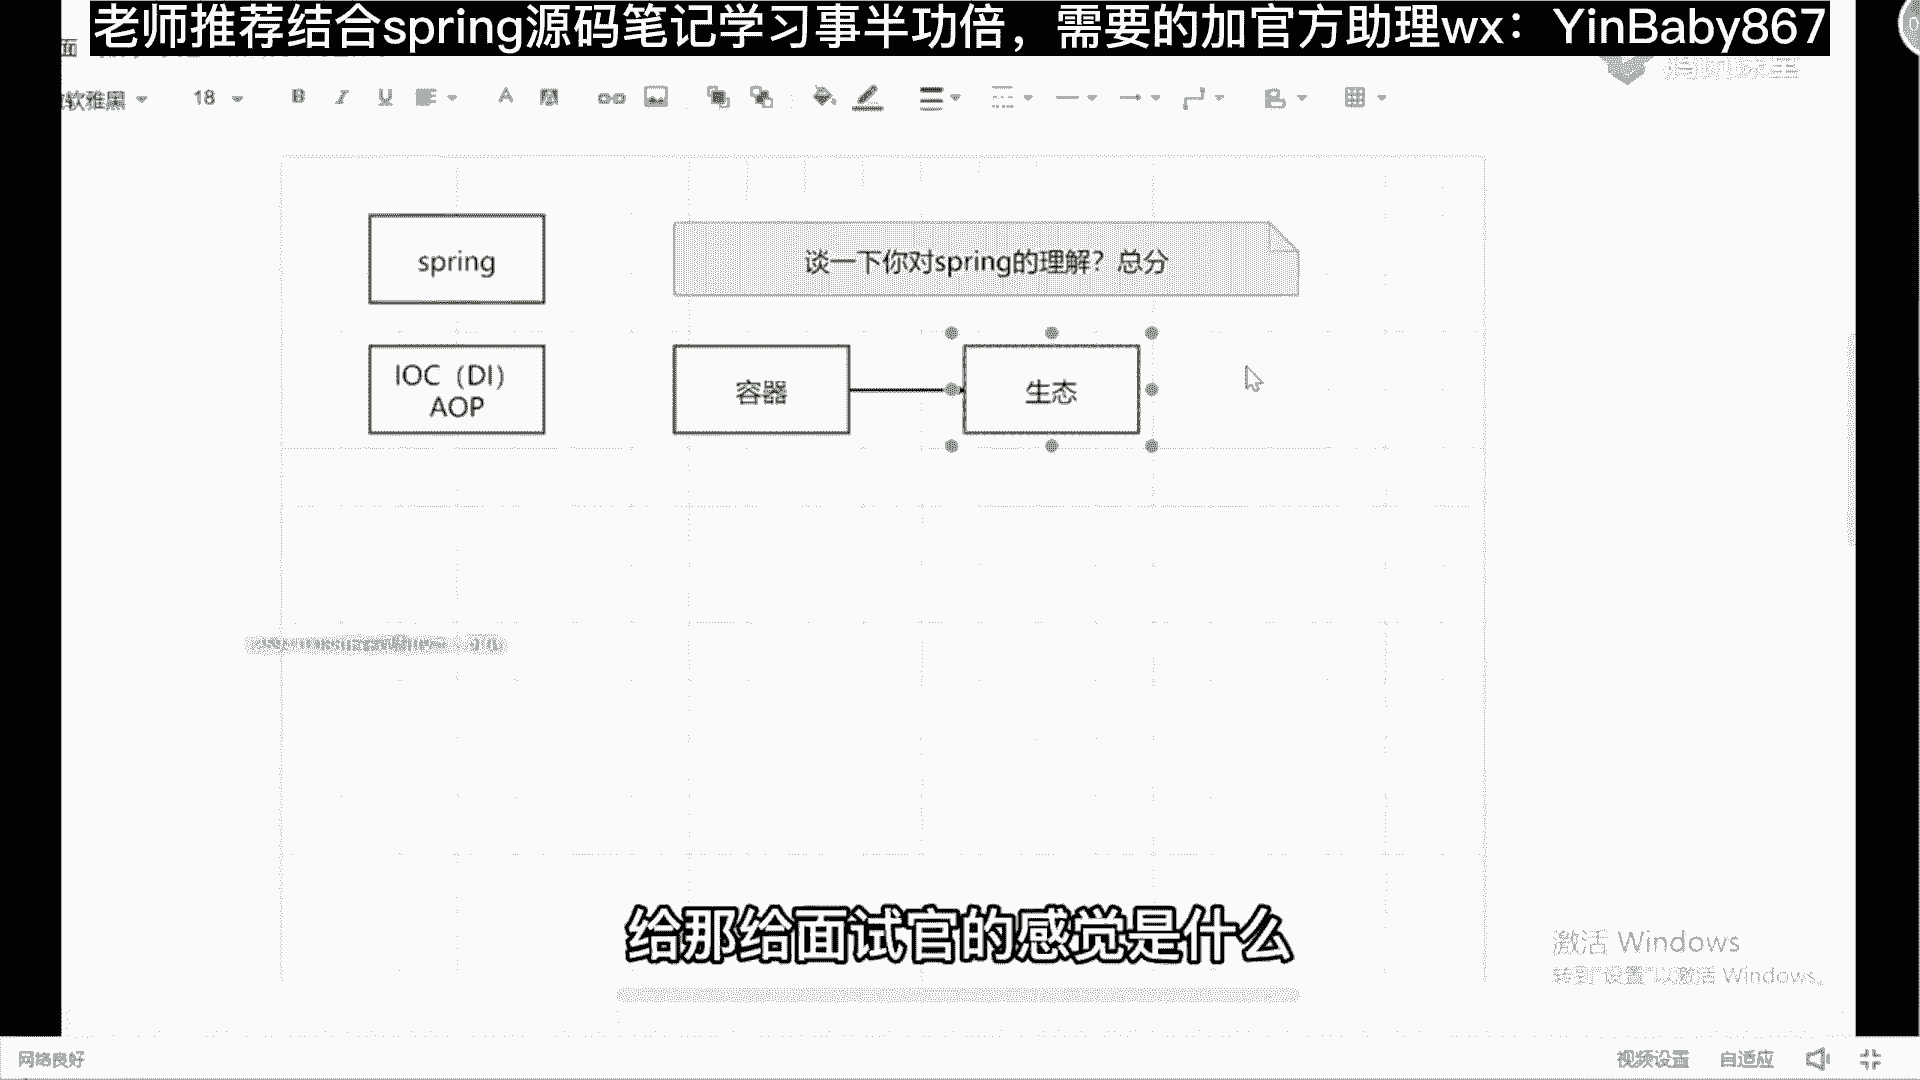 老师推荐结合spring源码笔记学习事半功倍，需要的加官方助理wx：YinBaby867
面
软雅黑
18
B I U
A
spring
谈一下你对spring的理解？总分
IOC（DI）
AOP
容器
生态
给那给面试官的感觉是什么
激活 Windows
转到"设置"以激活 Windows。
网络良好
视频设置
自适应